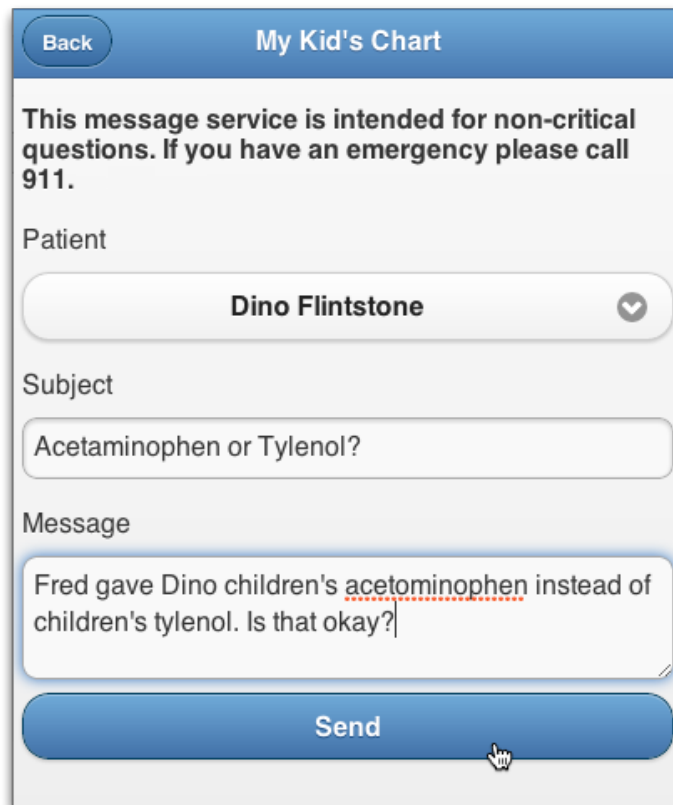 Back
My Kid's Chart
This message service is intended for non-critical
questions. If you have an emergency please call
911.
Patient
Dino Flintstone
Subject
Acetaminophen or Tylenol?
Message
Fred gave Dino children's acetominophen instead of
children's tylenol. Is that okay?
Send